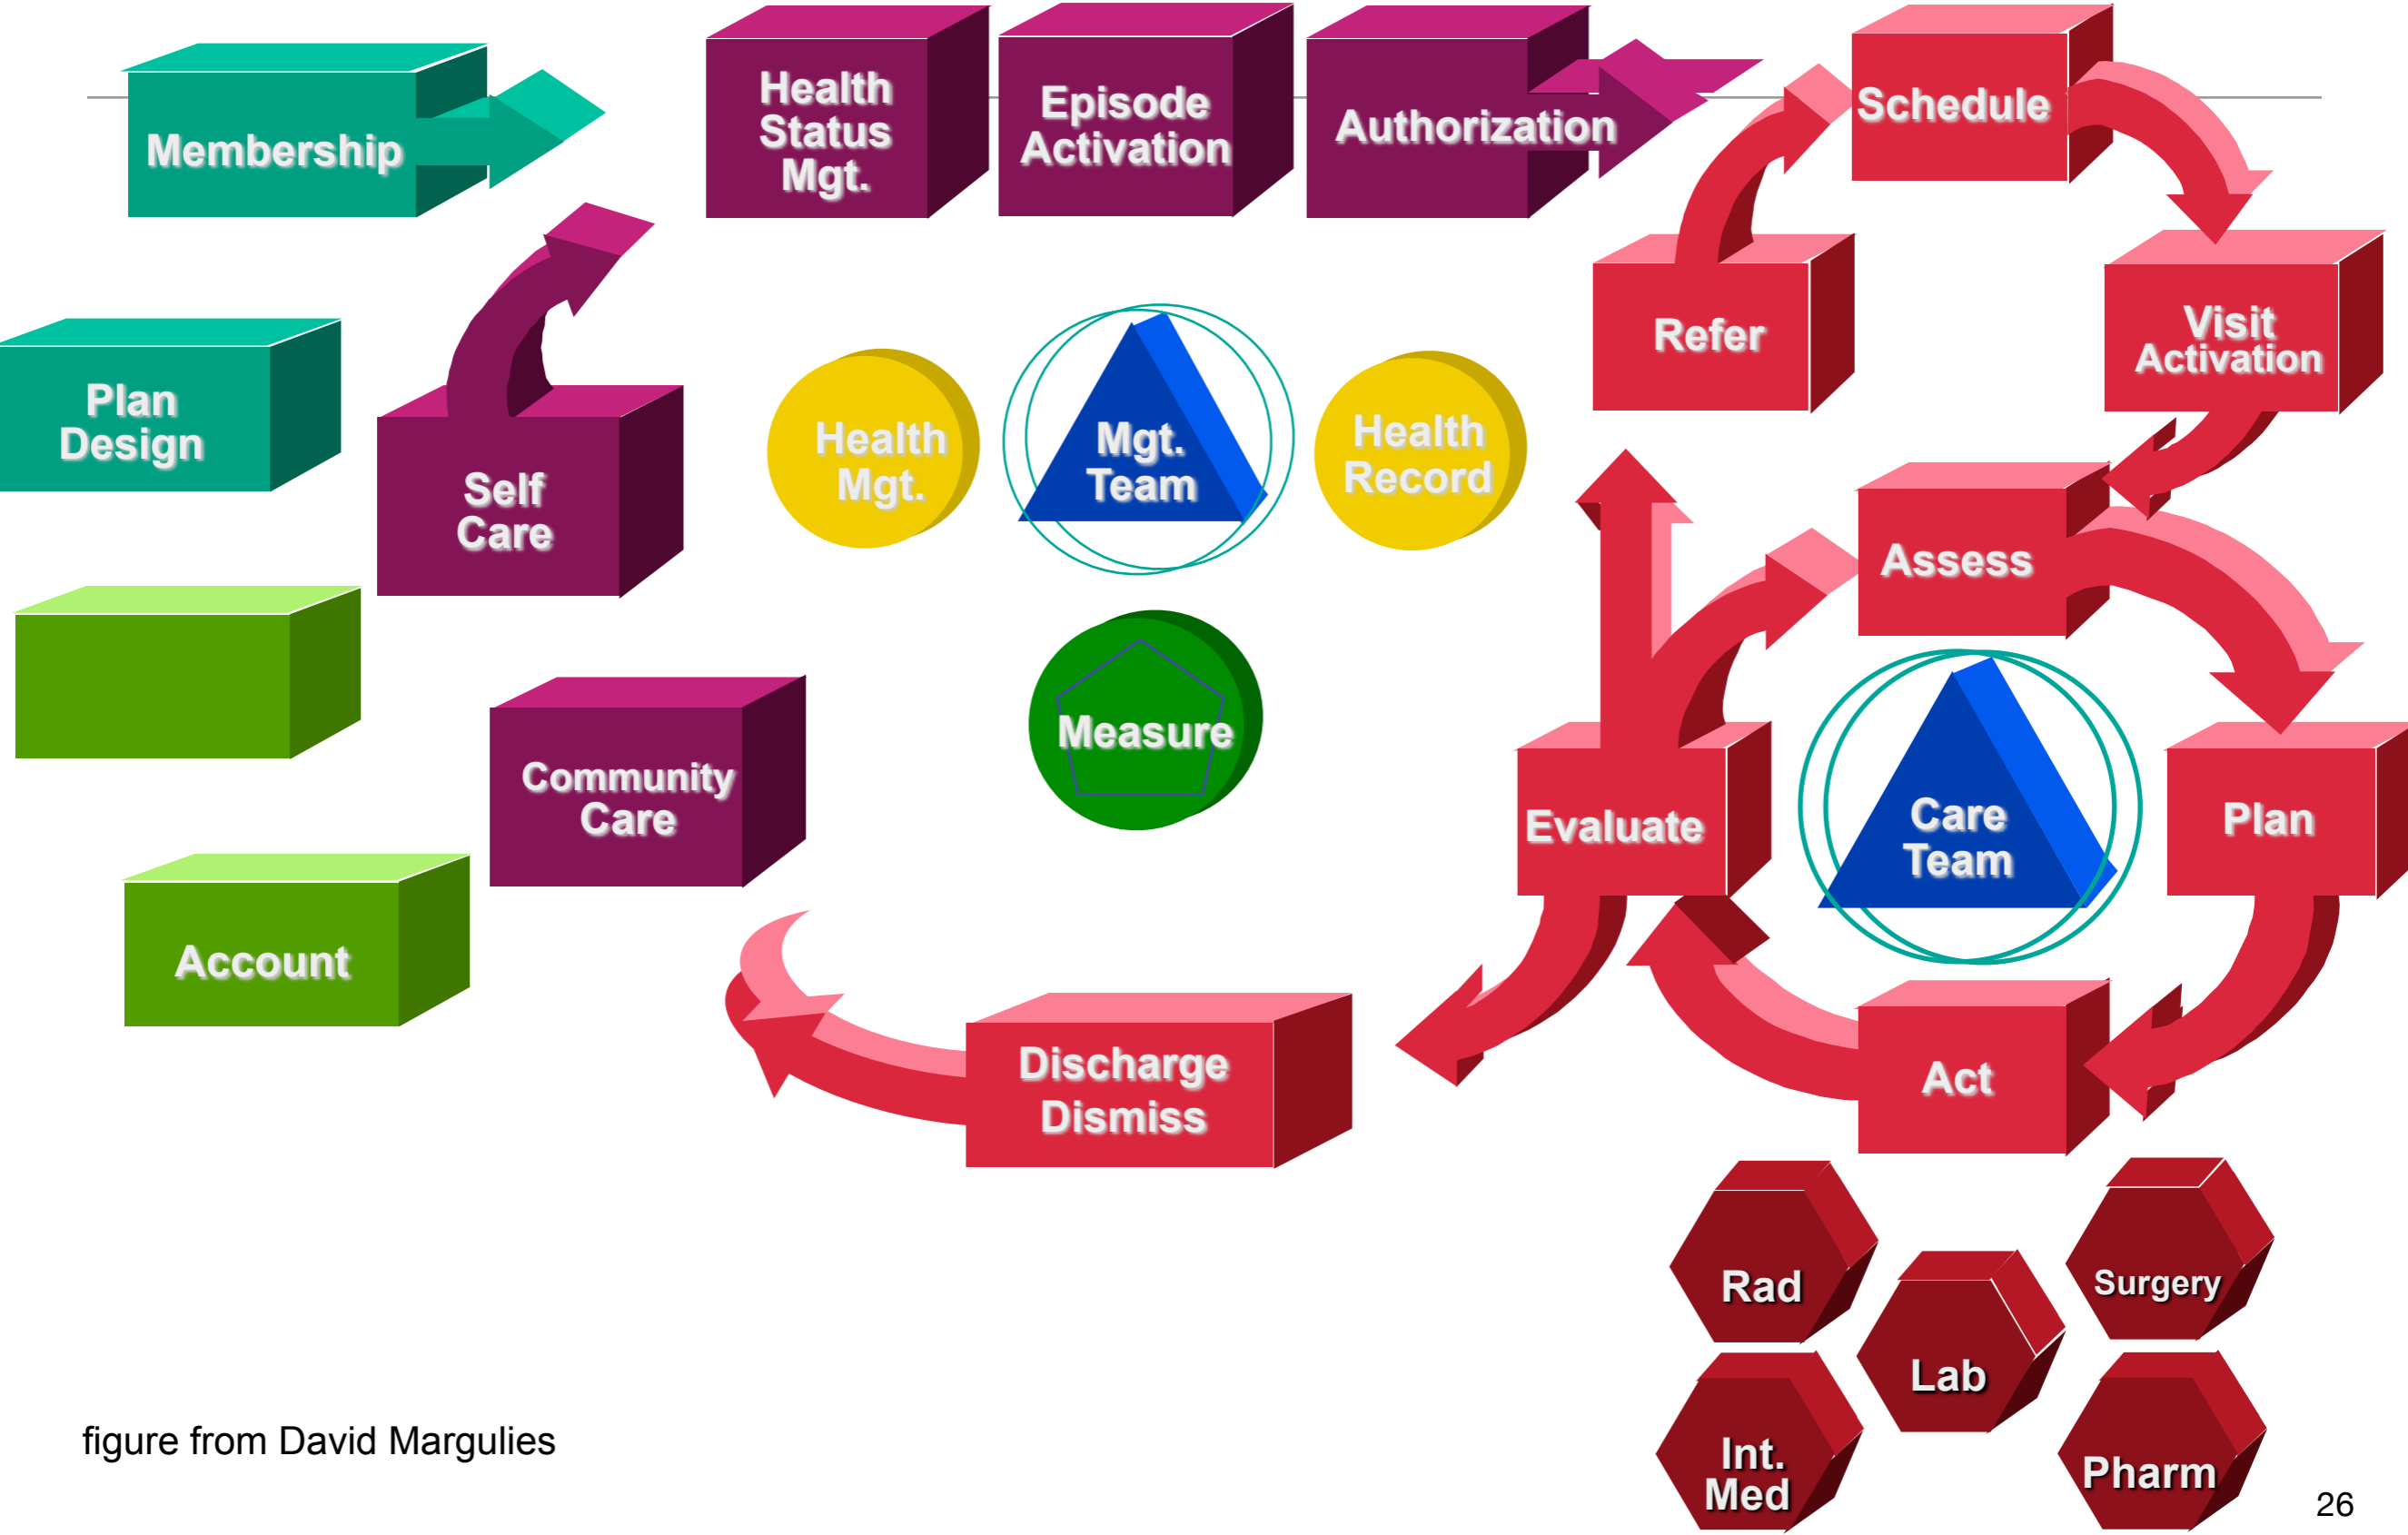 Membership
Health
Status
Mgt.
Episode
Activation
Authorization
Schedule
Plan
Design
Self
Care
Health
Mgt.
Mgt.
Team
Health
Record
Refer
Visit
Activation
Assess
Community
Care
Measure
Evaluate
Care
Team
Plan
Account
Discharge
Dismiss
Act
Rad
Surgery
Lab
Int.
Med
Pharm
figure from David Margulies
26